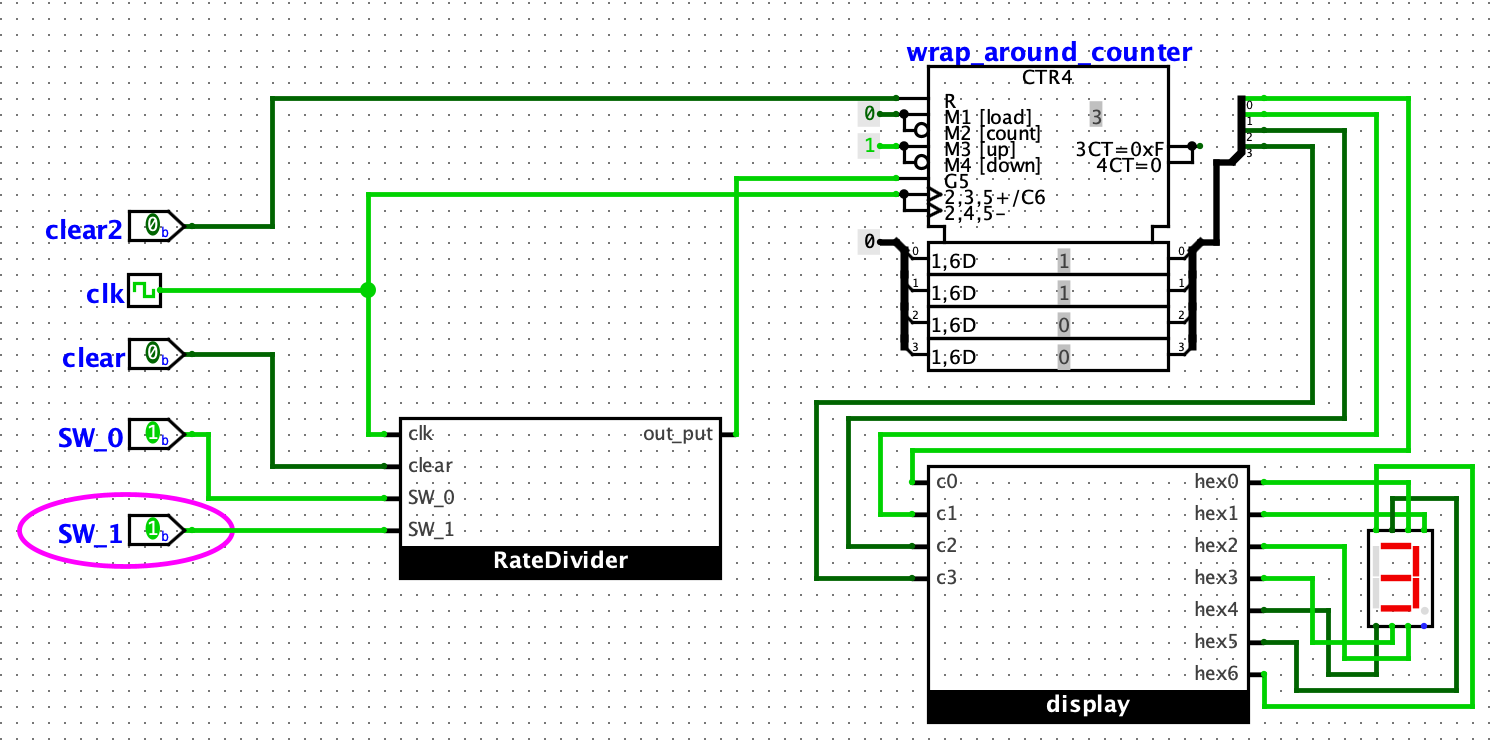 wrap_around_counter
CTR4
R
0
M1 [load]
3
M2 [count]
1
M3 [up]
3CT=0xF
M4 [down]
4CT=0
G5
2,3,5+/C6
2,4,5-
0
1,6D 1
1,6D 1
1,6D 0
1,6D 0
0
1
2
3
0
1
2
3
0
1
2
3
clear2 0b
clk
clear 0b
SW_0 1b
SW_1 1b
clk out_put
clear
SW_0
SW_1
RateDivider
c0 hex0
c1 hex1
c2 hex2
c3 hex3
hex4
hex5
hex6
display
3